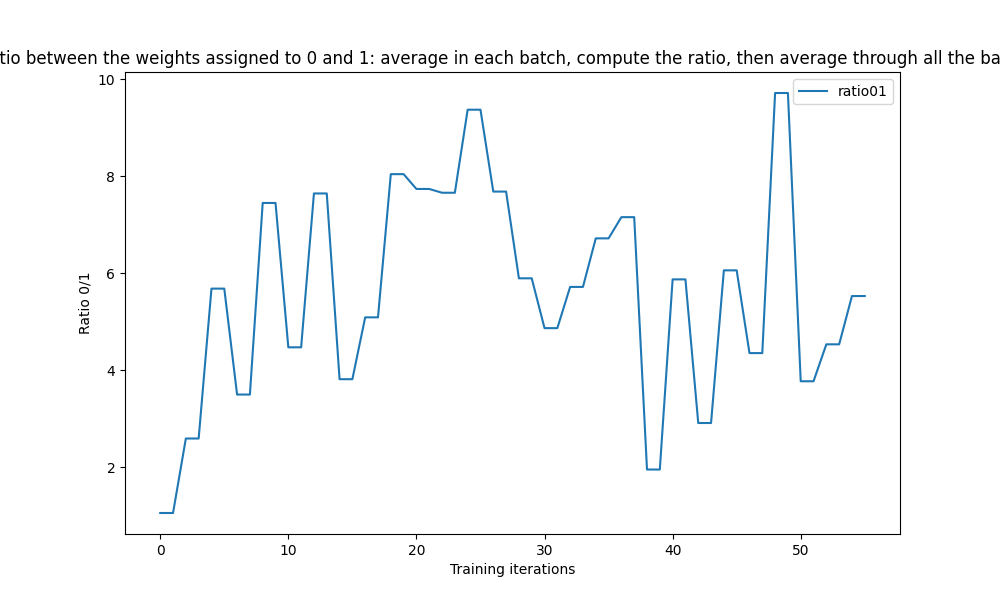 tio between the weights assigned to 0 and 1: average in each batch, compute the ratio, then average through all the ba
10
ratio01
8
6
Ratio 0/1
4
2
0 10 20 30 40 50
Training iterations